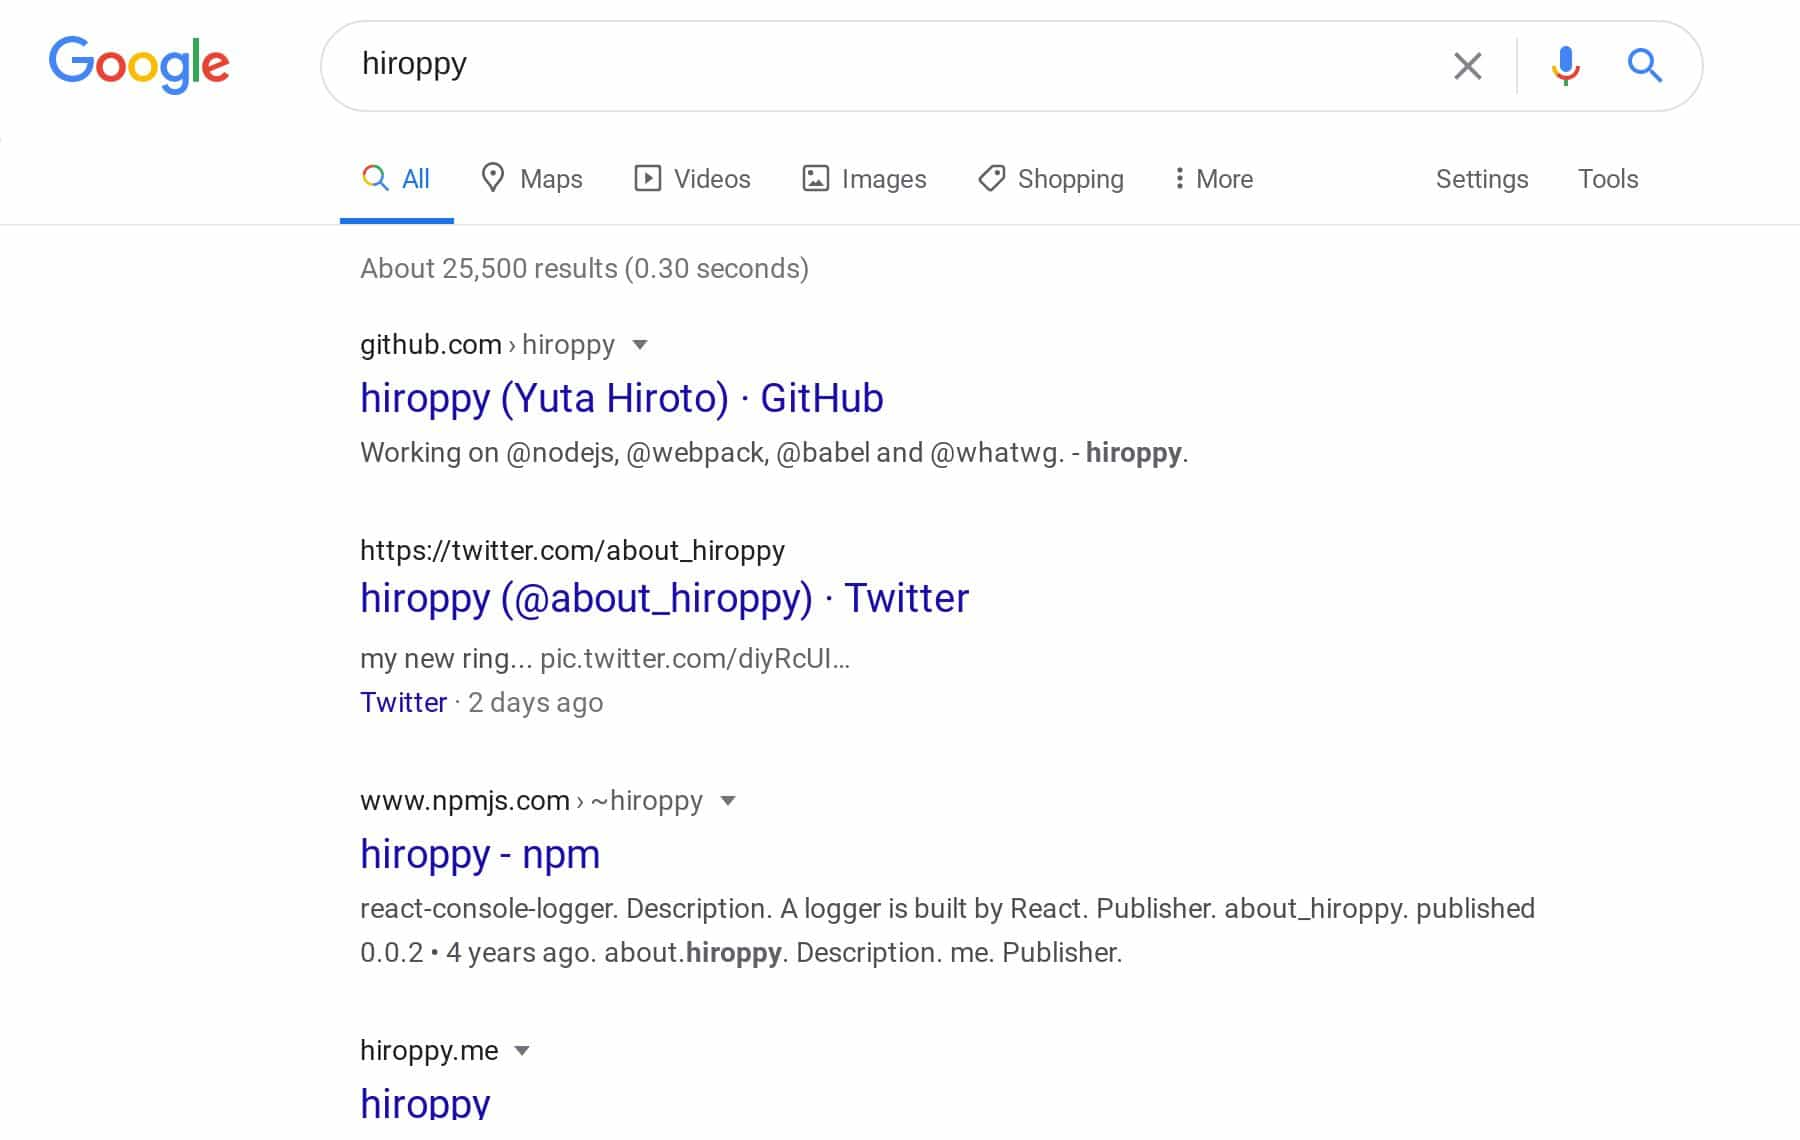 Google
hiroppy
All Maps Videos Images Shopping More Settings Tools
About 25,500 results (0.30 seconds)
github.com › hiroppy
hiroppy (Yuta Hiroto) · GitHub
Working on @nodejs, @webpack, @babel and @whatwg. - hiroppy.
https://twitter.com/about_hiroppy
hiroppy (@about_hiroppy) · Twitter
my new ring... pic.twitter.com/diyRcUI...
Twitter · 2 days ago
www.npmjs.com › ~hiroppy
hiroppy - npm
react-console-logger. Description. A logger is built by React. Publisher. about_hiroppy. published
0.0.2 • 4 years ago. about.hiroppy. Description. me. Publisher.
hiroppy.me
hiroppy